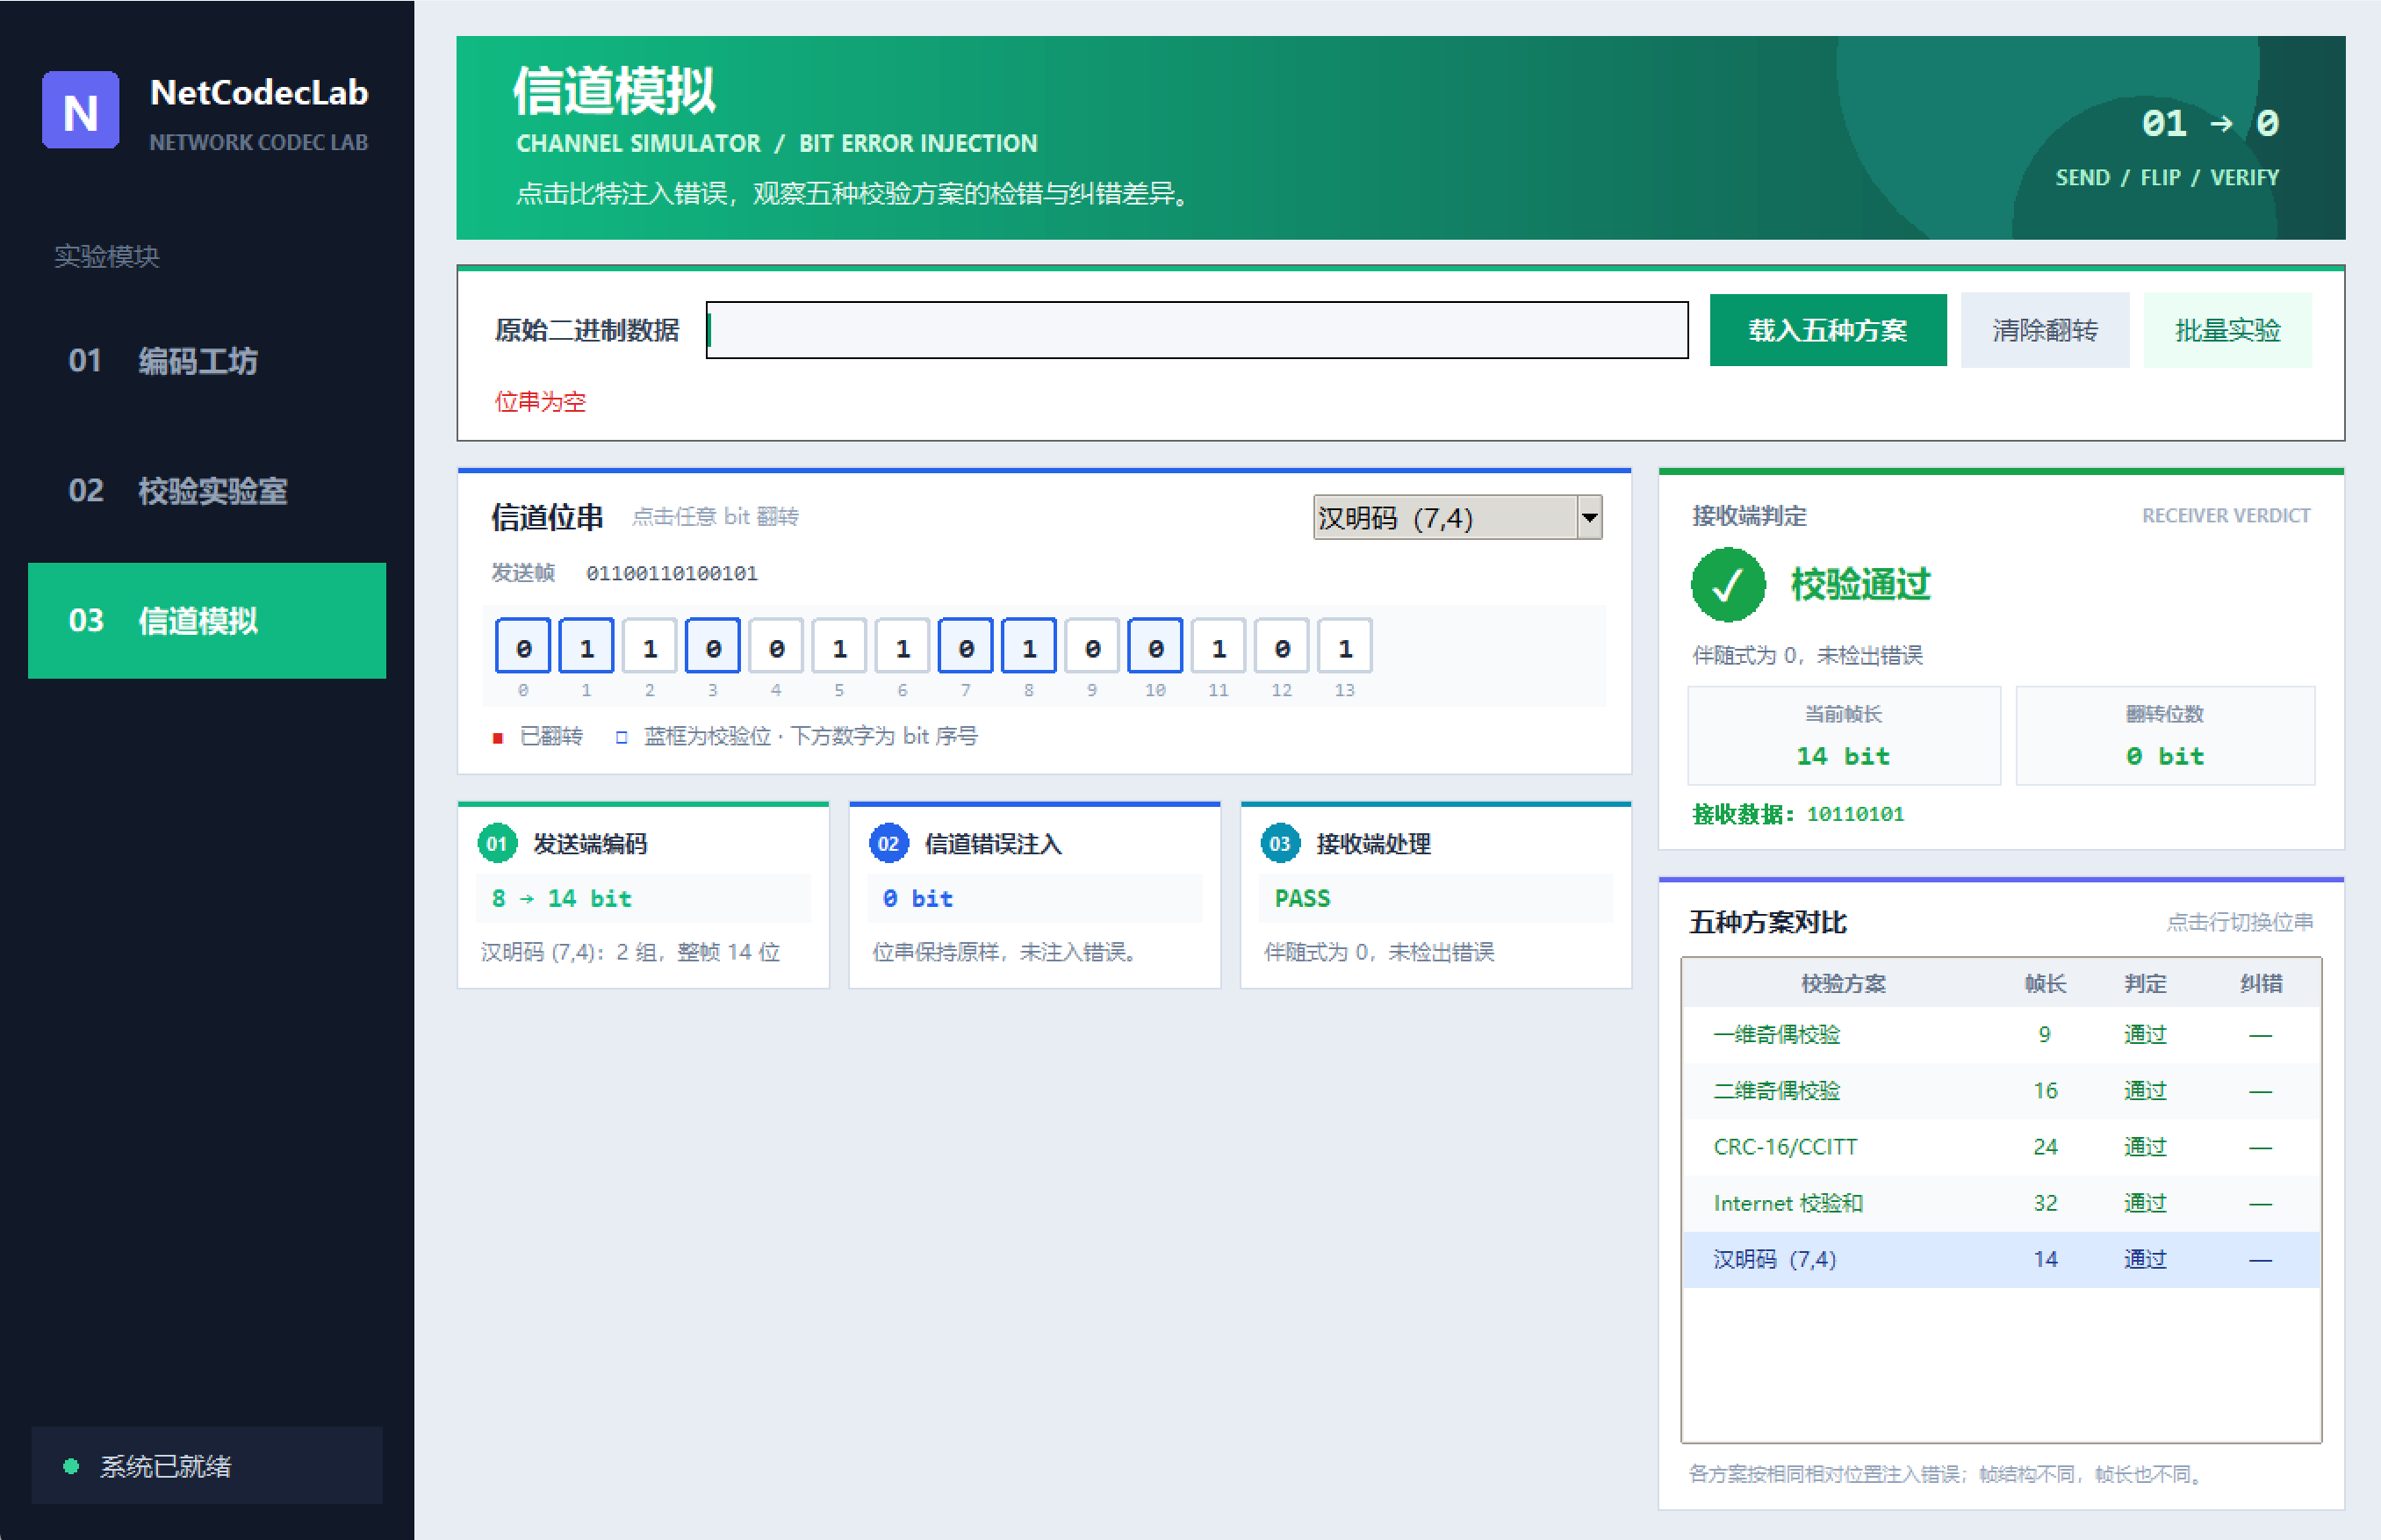 N
NetCodecLab
NETWORK CODEC LAB
实验模块
01 编码工坊
02 校验实验室
03 信道模拟
系统已就绪
信道模拟
CHANNEL SIMULATOR / BIT ERROR INJECTION
点击比特注入错误，观察五种校验方案的检错与纠错差异。
01 → 0
SEND / FLIP / VERIFY
原始二进制数据
载入五种方案
清除翻转
批量实验
位串为空
信道位串 点击任意 bit 翻转
汉明码 (7,4)
发送帧 01100110100101
0 1 1 0 0 1 1 0 1 0 0 1 0 1
0 1 2 3 4 5 6 7 8 9 10 11 12 13
已翻转 蓝框为校验位 · 下方数字为 bit 序号
01 发送端编码
8 → 14 bit
汉明码 (7,4)：2 组，整帧 14 位
02 信道错误注入
0 bit
位串保持原样，未注入错误。
03 接收端处理
PASS
伴随式为 0，未检出错误
接收端判定 RECEIVER VERDICT
✓ 校验通过
伴随式为 0，未检出错误
当前帧长
14 bit
翻转位数
0 bit
接收数据：10110101
五种方案对比 点击行切换位串
校验方案 帧长 判定 纠错
一维奇偶校验 9 通过 —
二维奇偶校验 16 通过 —
CRC-16/CCITT 24 通过 —
Internet 校验和 32 通过 —
汉明码 (7,4) 14 通过 —
各方案按相同相对位置注入错误；帧结构不同，帧长也不同。